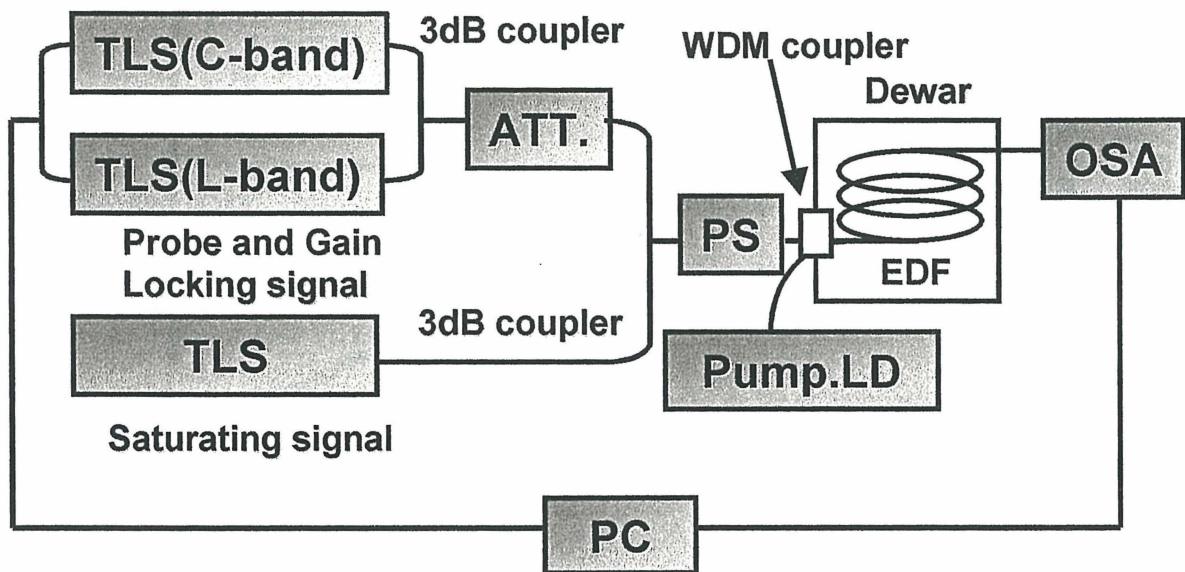 TLS(C-band)
3dB coupler
WDM coupler
Dewar
ATT.
TLS(L-band)
OSA
PS
Probe and Gain
Locking signal
EDF
3dB coupler
TLS
Pump.LD
Saturating signal
PC